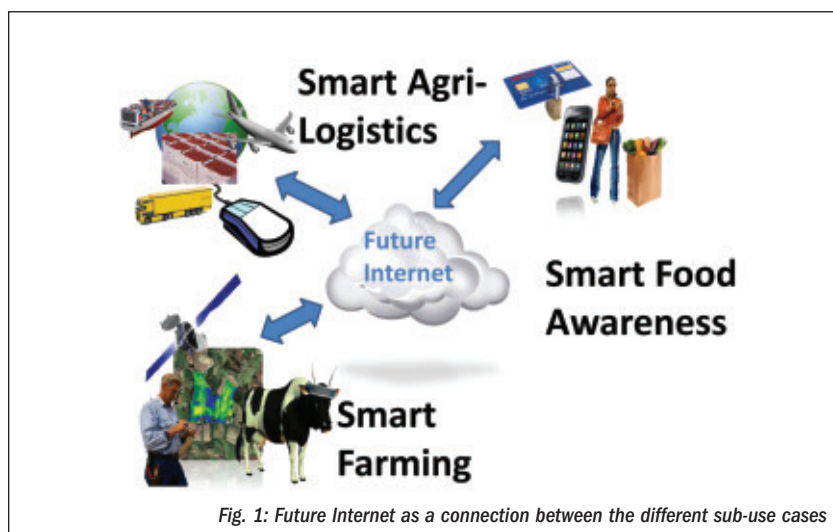 Smart Agri-
Logistics
Future
Internet
Smart Food
Awareness
Smart
Farming
Fig. 1: Future Internet as a connection between the different sub-use cases